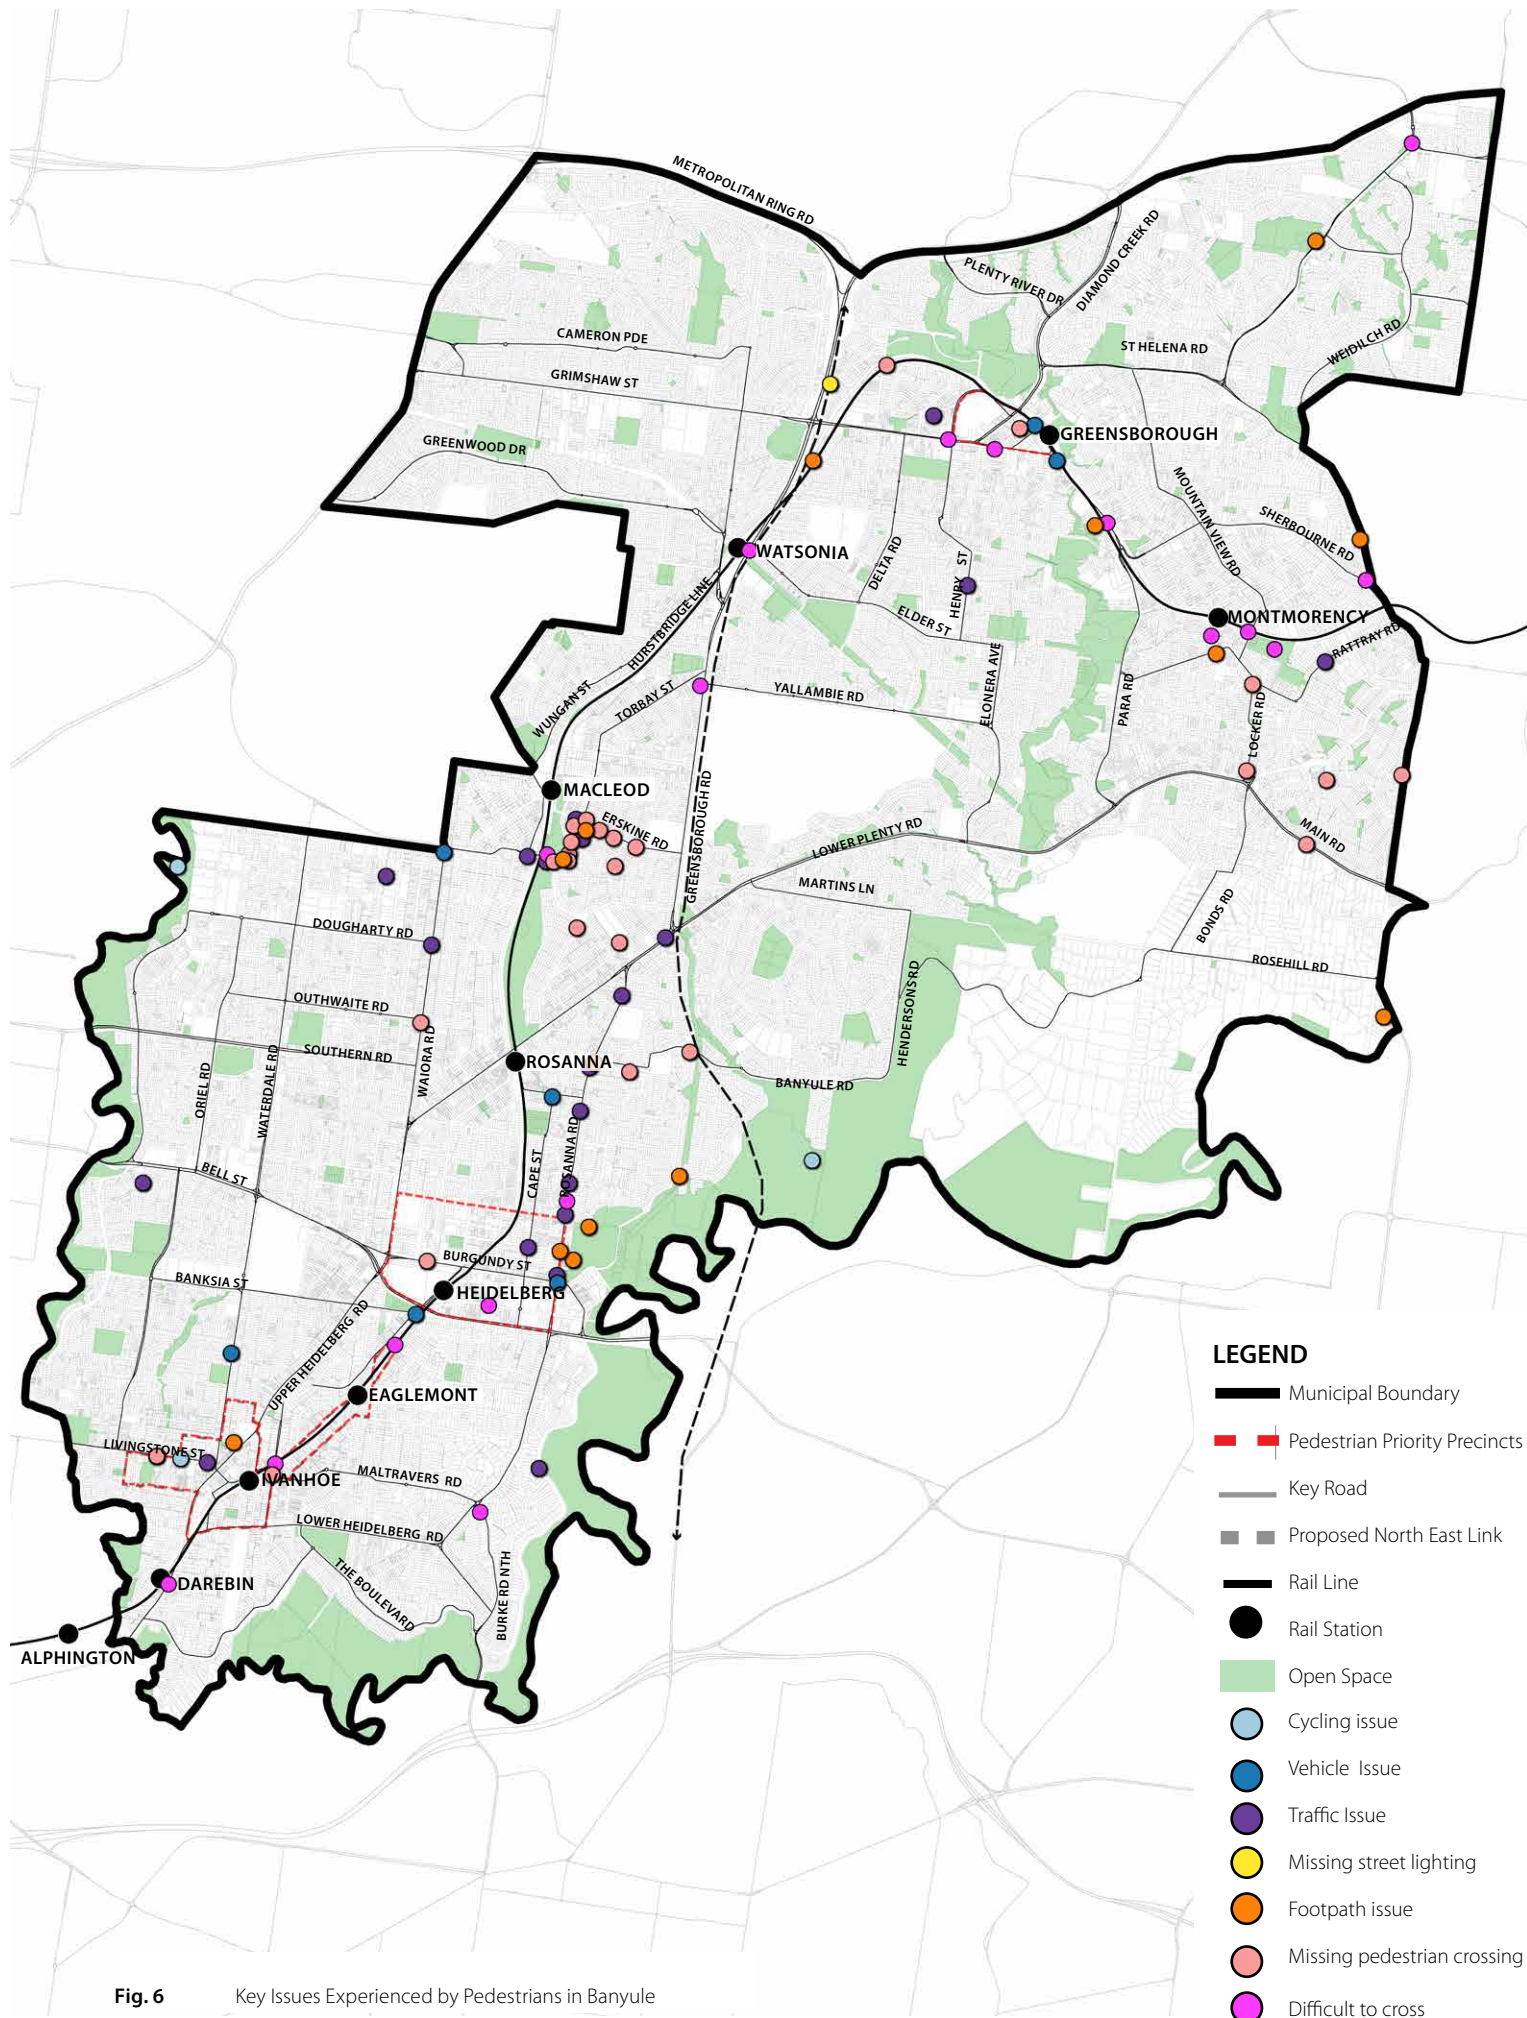 METROPOLITAN RING RD
PLENTY RIVER DR
DIAMOND CREEK RD
CAMERON PDE
ST HELENA RD
WEIDILCH RD
GRIMSHAW ST
GREENWOOD DR
GREENSBOROUGH
MOUNTAIN VIEW RD
SHERBOURNE RD
WATSONIA
DELTA RD
HENRY ST
HURSTBRIDGE LINE
ELDER ST
MONTMORENCY
RATTRAY RD
WUNGAN ST
TORBAY ST
YALLAMBIE RD
ELONERA AVE
PARA RD
LOCKER RD
MACLEOD
ERSKINE RD
GREENSBOROUGH RD
LOWER PLENTY RD
MAIN RD
MARTINS LN
DOUGHARTY RD
BONDS RD
ROSEHILL RD
OUTHWAITE RD
HENDERSONS RD
SOUTHERN RD
WAIORA RD
ROSANNA
ORIEL RD
WATERDALE RD
BANYULE RD
BELL ST
CAPE ST
ROSANNA RD
BURGUNDY ST
BANKSIA ST
HEIDELBERG
UPPER HEIDELBERG RD
EAGLEMONT
LIVINGSTONE ST
IVANHOE
MALTRAVERS RD
LOWER HEIDELBERG RD
THE BOULEVARD
BURKE RD NTH
DAREBIN
ALPHINGTON
LEGEND
Municipal Boundary
Pedestrian Priority Precincts
Key Road
Proposed North East Link
Rail Line
Rail Station
Open Space
Cycling issue
Vehicle Issue
Traffic Issue
Missing street lighting
Footpath issue
Missing pedestrian crossing
Difficult to cross
Fig. 6 Key Issues Experienced by Pedestrians in Banyule